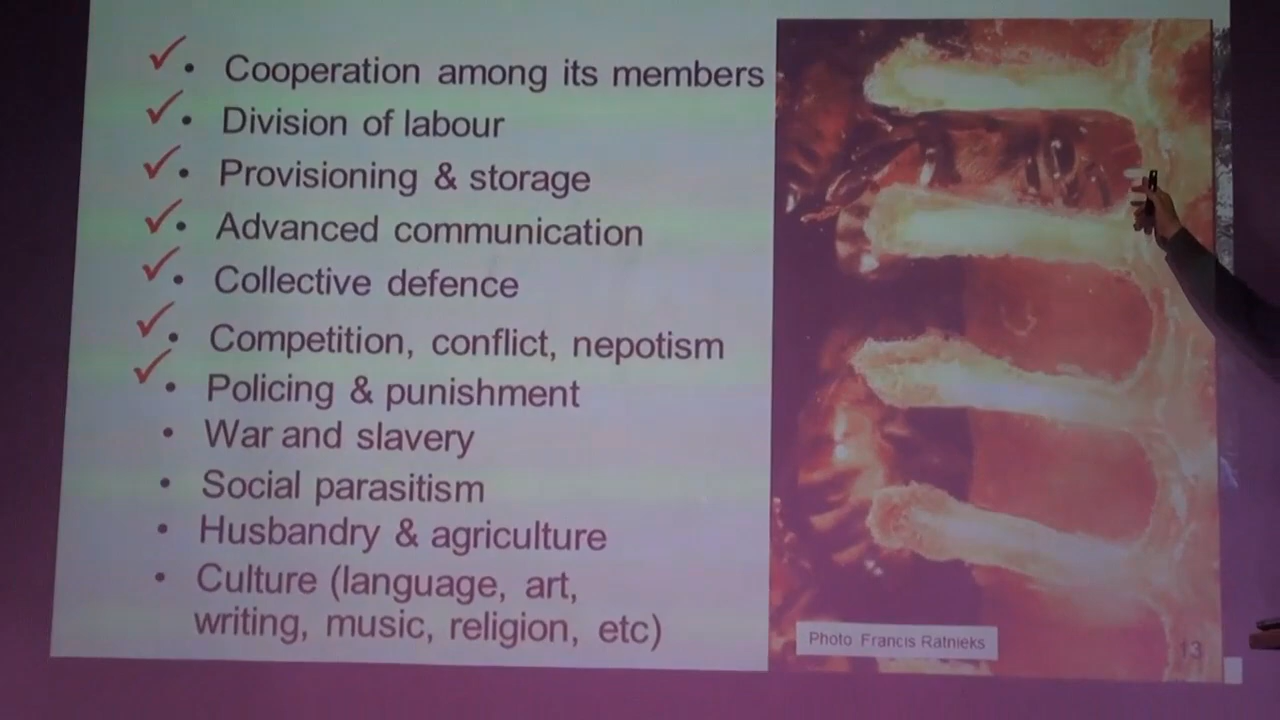 ✓• Cooperation among its members
✓• Division of labour
✓• Provisioning & storage
✓• Advanced communication
✓• Collective defence
✓• Competition, conflict, nepotism
✓• Policing & punishment
• War and slavery
• Social parasitism
• Husbandry & agriculture
• Culture (language, art,
writing, music, religion, etc)
Photo Francis Ratnieks
13